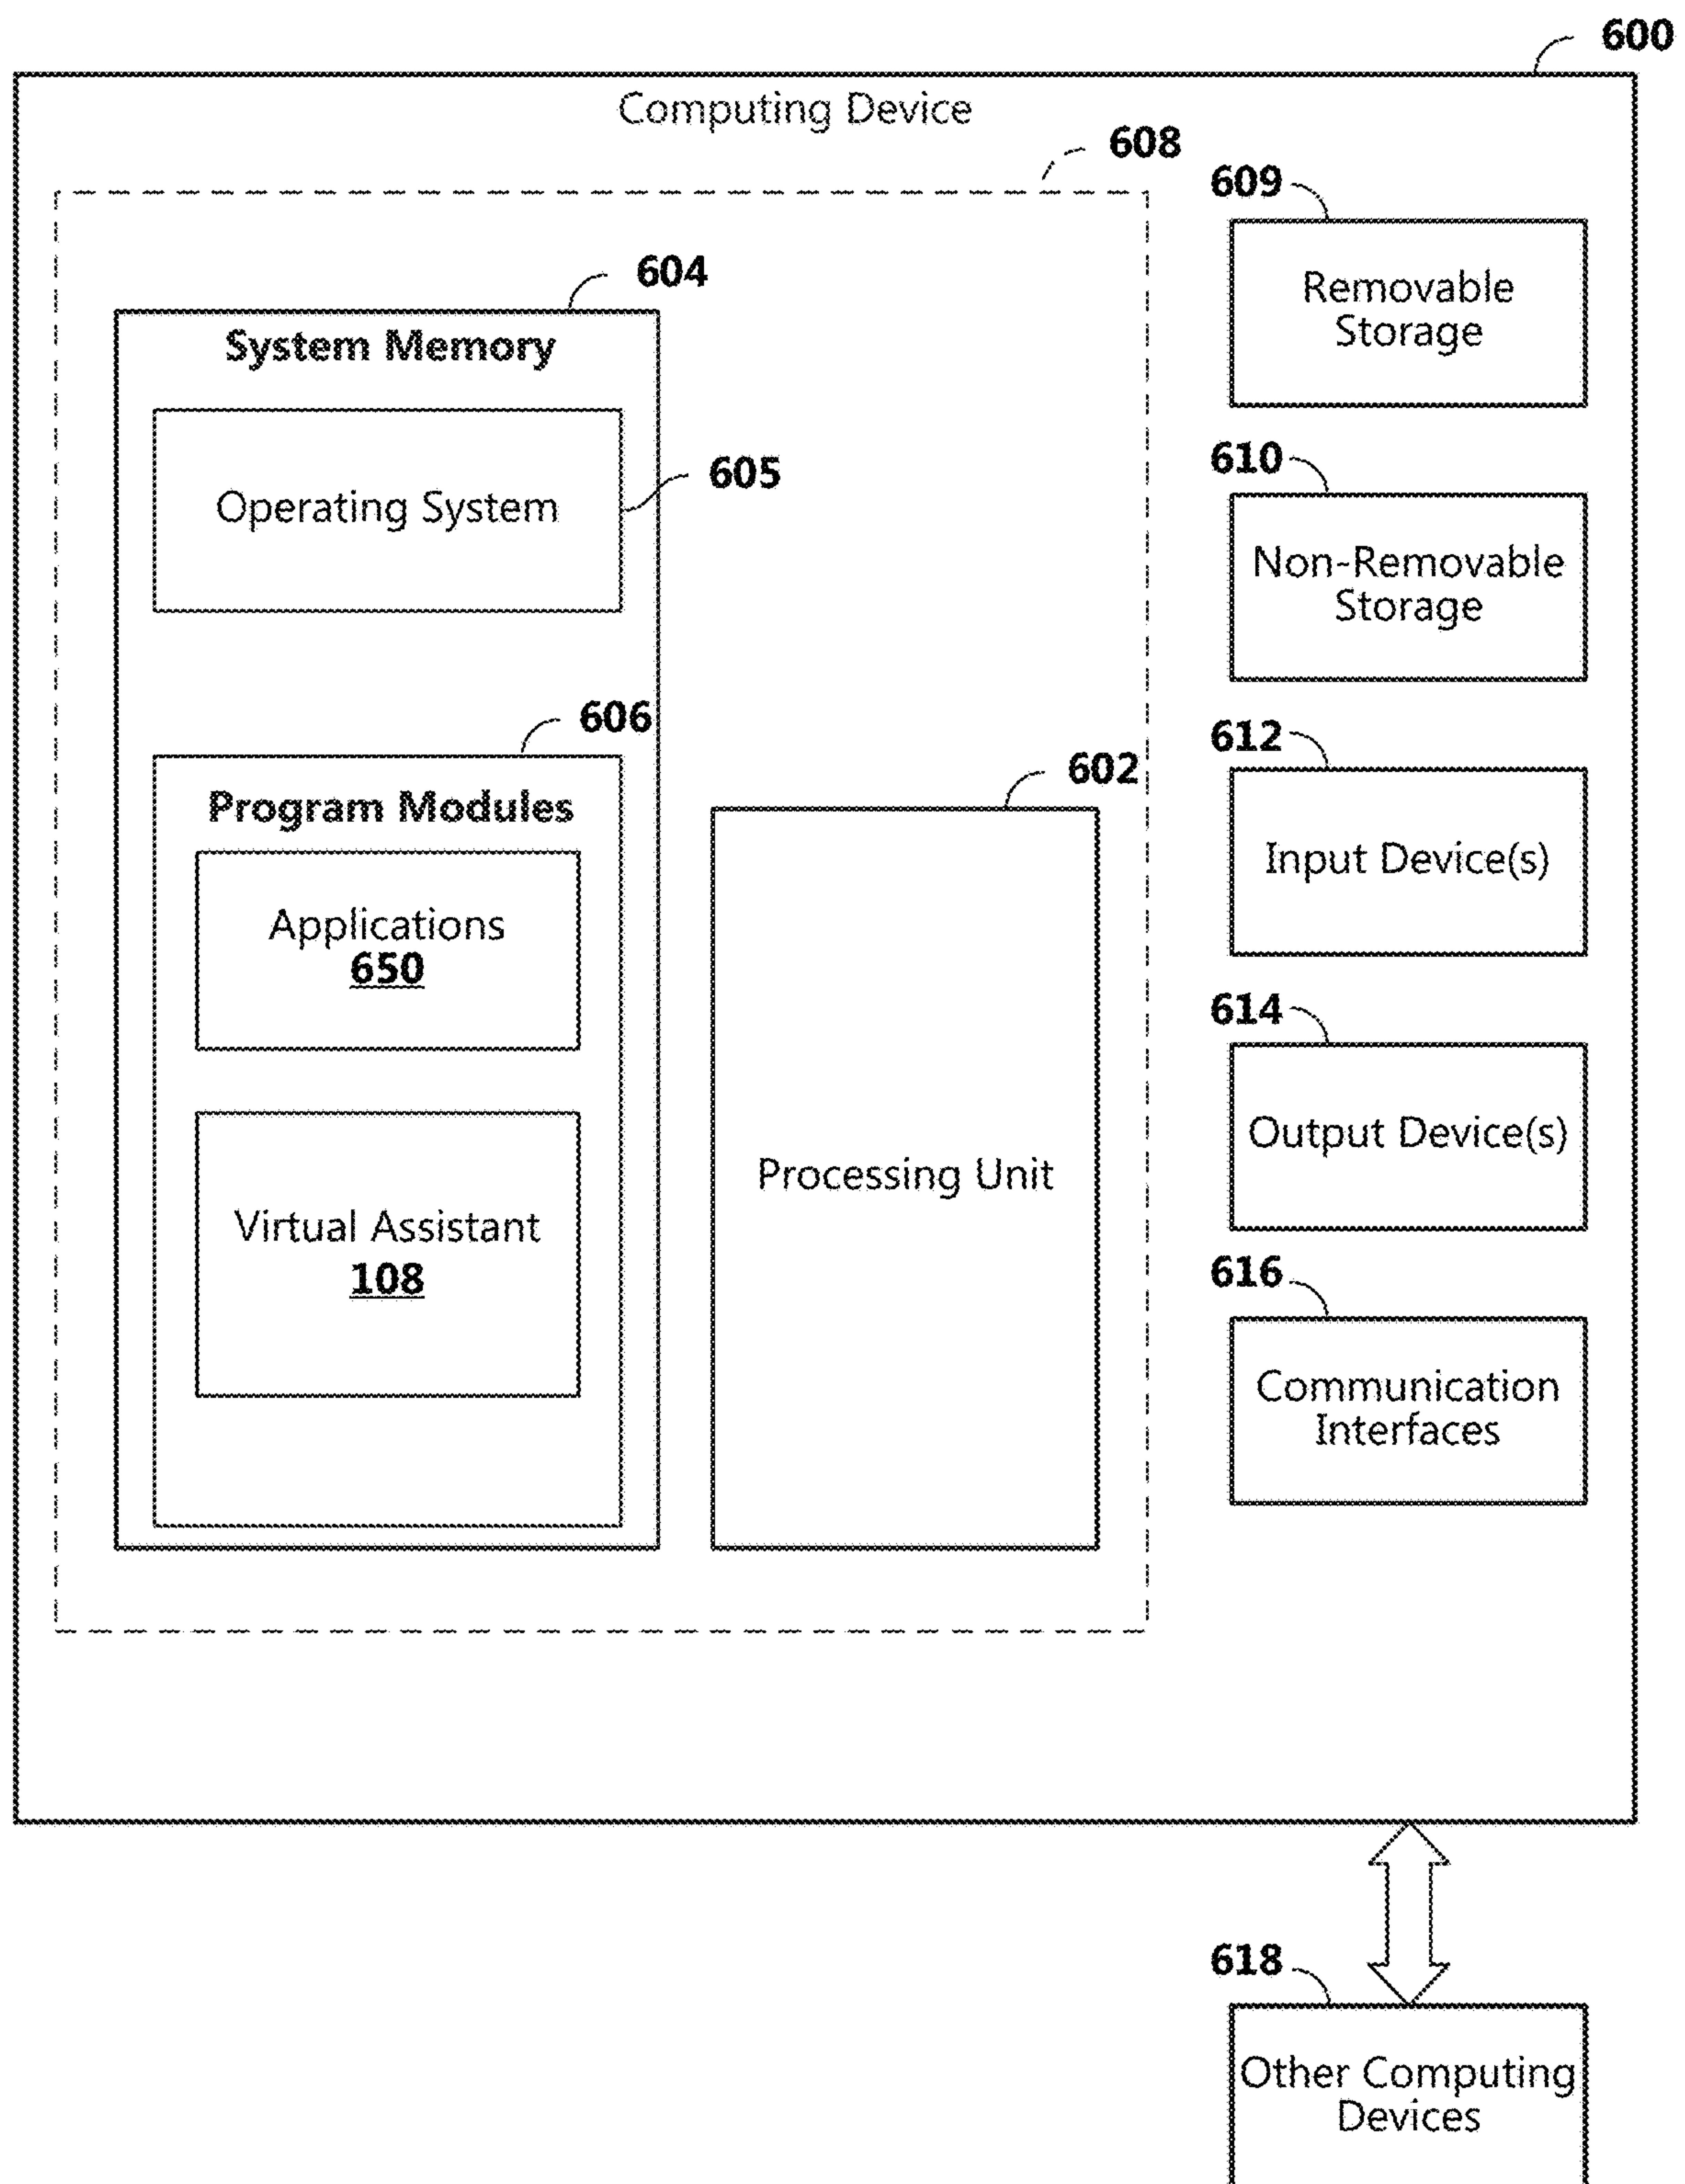 600
Computing Device
608
609
Removable
Storage
604
System Memory
Operating System
605
610
Non-Removable
Storage
606
Program Modules
Applications
650
Virtual Assistant
108
602
Processing Unit
612
Input Device(s)
614
Output Device(s)
616
Communication
Interfaces
618
Other Computing
Devices